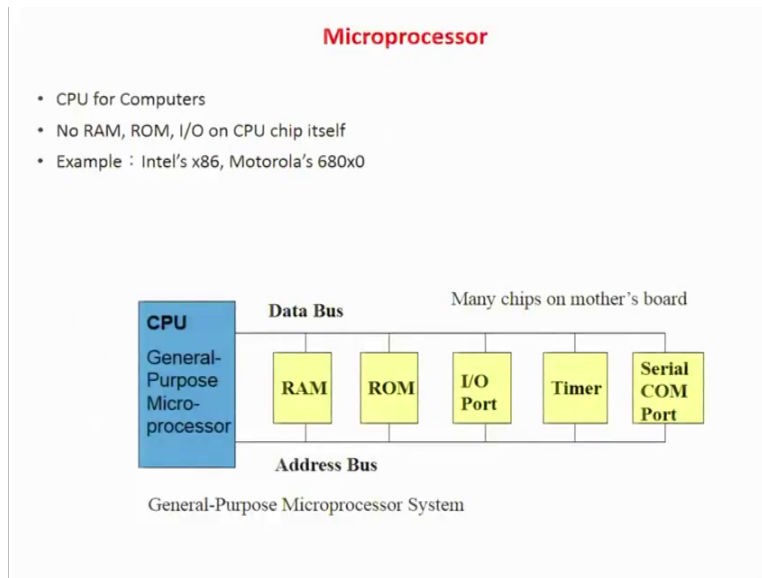 Microprocessor
• CPU for Computers
• No RAM, ROM, I/O on CPU chip itself
• Example：Intel's x86, Motorola's 680x0
Many chips on mother's board
Data Bus
CPU
General-
Purpose
Micro-
processor
RAM
ROM
I/O
Port
Timer
Serial
COM
Port
Address Bus
General-Purpose Microprocessor System